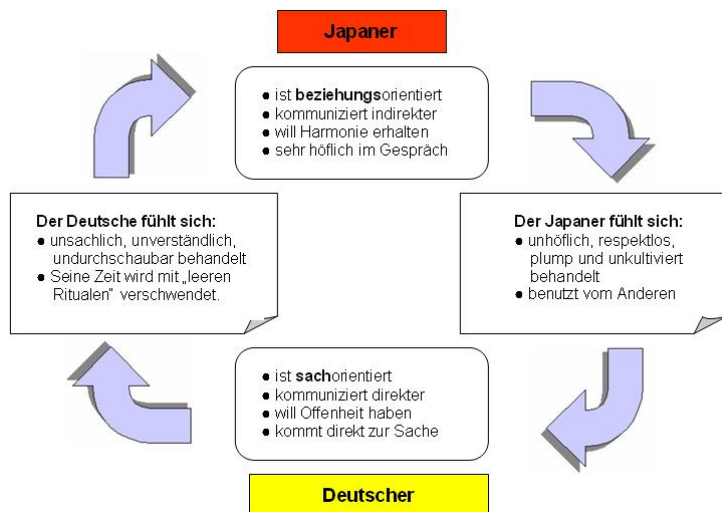 Japaner
● ist beziehungsorientiert
● kommuniziert indirekter
● will Harmonie erhalten
● sehr höflich im Gespräch
Der Deutsche fühlt sich:
● unsachlich, unverständlich,
undurchschaubar behandelt
● Seine Zeit wird mit „leeren
Ritualen“ verschwendet.
Der Japaner fühlt sich:
● unhöflich, respektlos,
plump und unkultiviert
behandelt
● benutzt vom Anderen
● ist sachorientiert
● kommuniziert direkter
● will Offenheit haben
● kommt direkt zur Sache
Deutscher